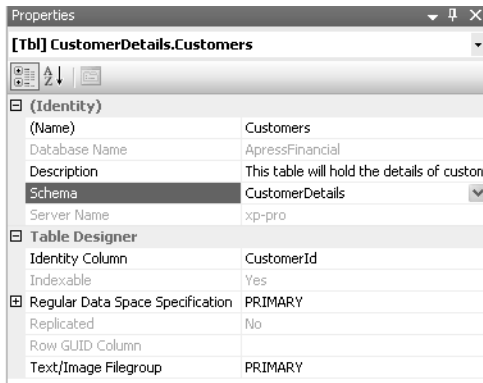 Properties
[Tbl] CustomerDetails.Customers
(Identity)
(Name) Customers
Database Name ApressFinancial
Description This table will hold the details of custon
Schema CustomerDetails
Server Name xp-pro
Table Designer
Identity Column CustomerId
Indexable Yes
Regular Data Space Specification PRIMARY
Replicated No
Row GUID Column
Text/Image Filegroup PRIMARY